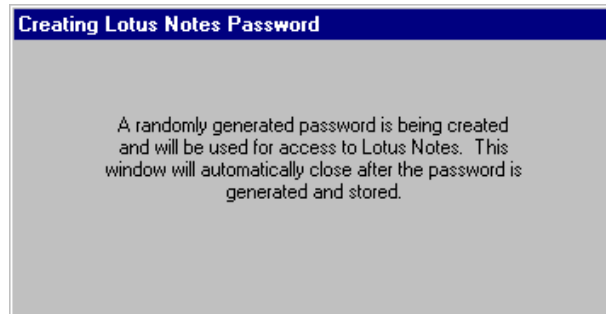 Creating Lotus Notes Password
A randomly generated password is being created
and will be used for access to Lotus Notes.  This
window will automatically close after the password is
generated and stored.